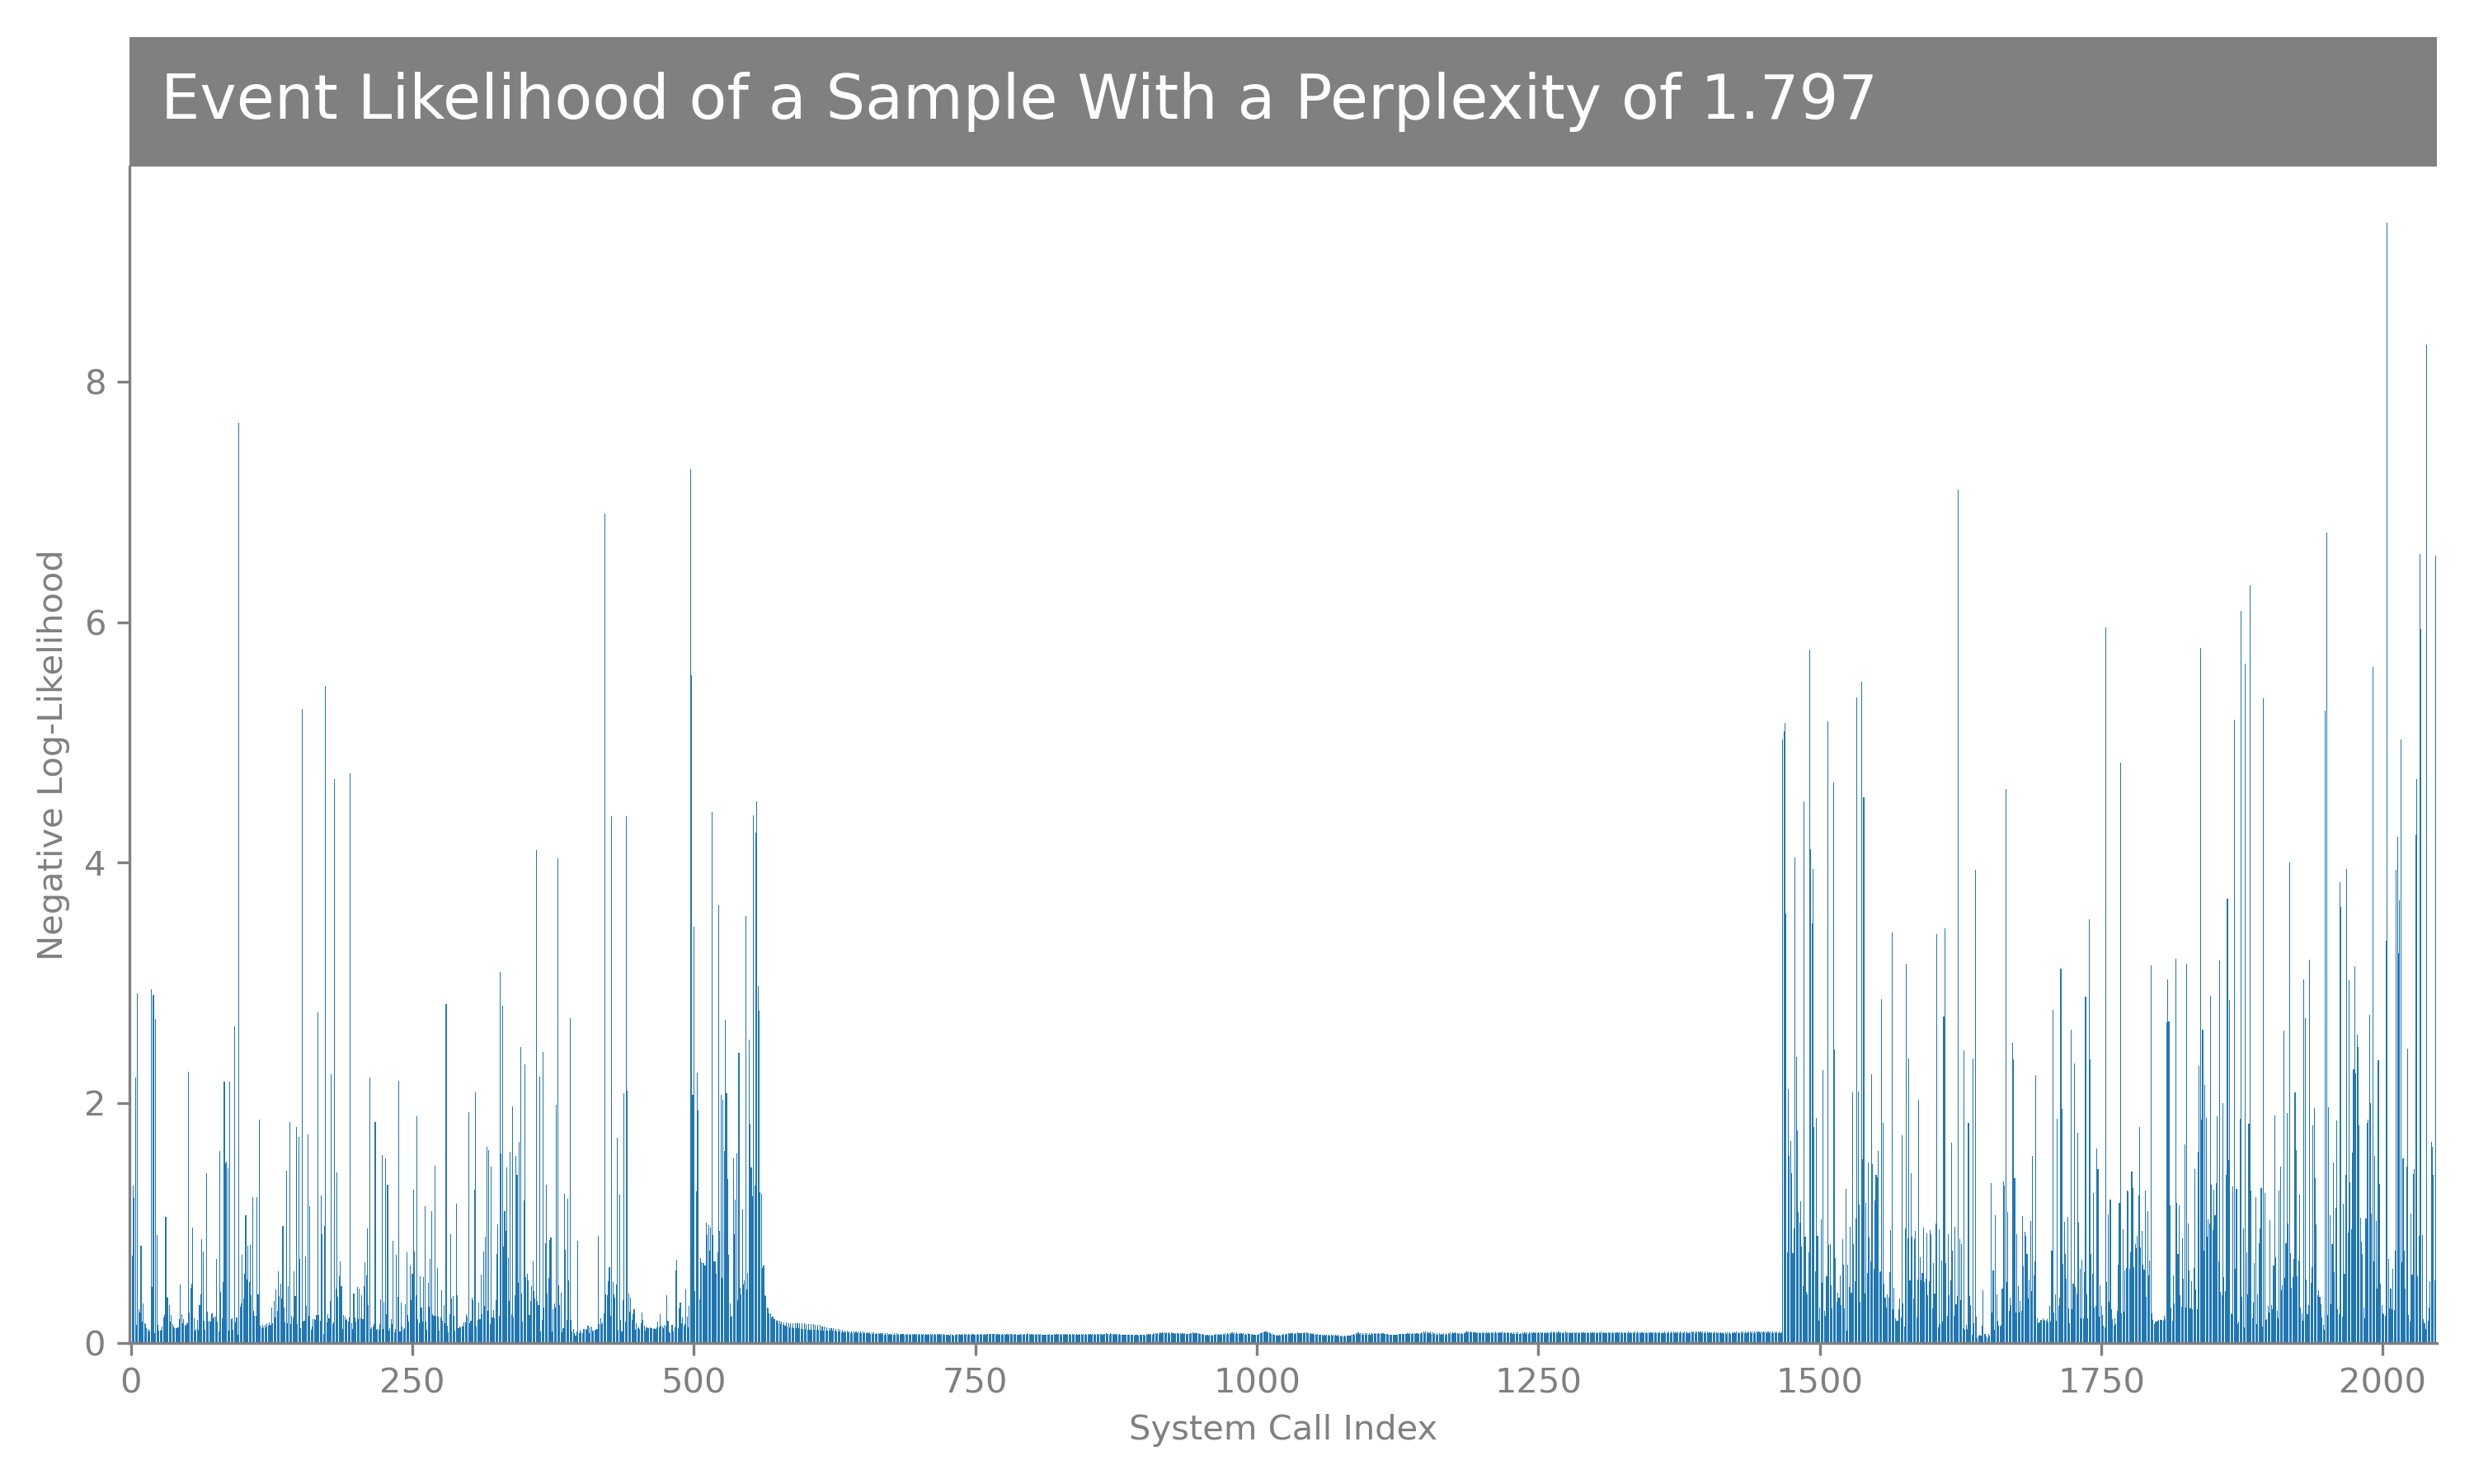 Event Likelihood of a Sample With a Perplexity of 1.797
Negative Log-Likelihood
8
6
4
2
0
0 250 500 750 1000 1250 1500 1750 2000
System Call Index